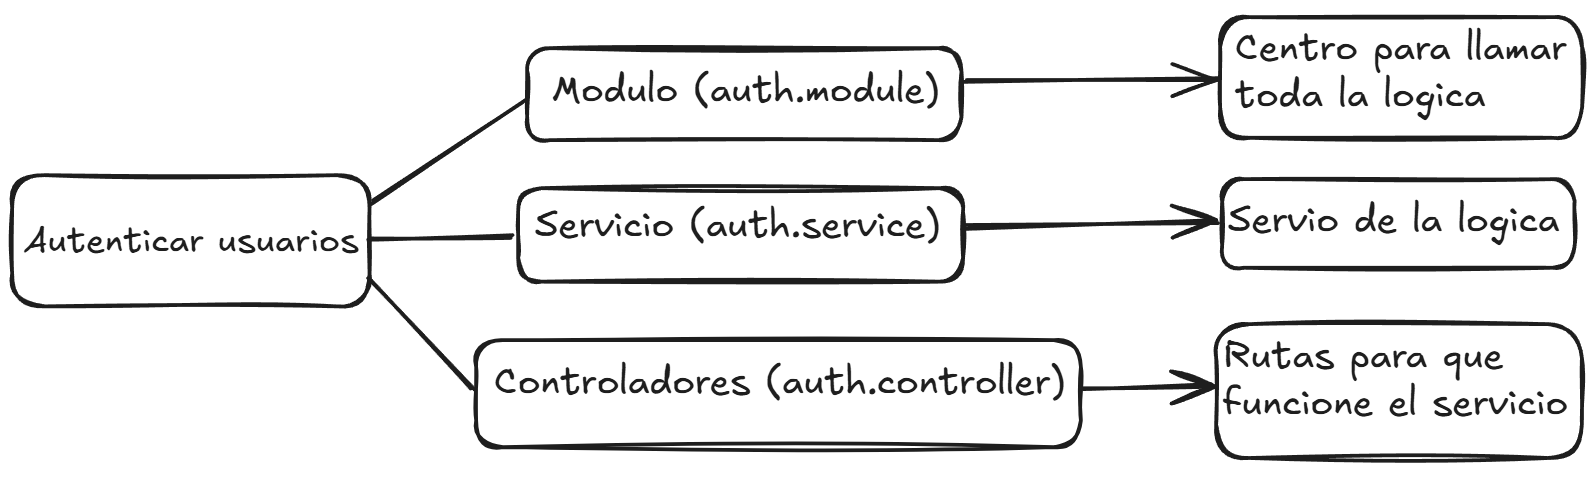 Autenticar usuarios
Modulo (auth.module)
Centro para llamar
toda la logica
Servicio (auth.service)
Servio de la logica
Controladores (auth.controller)
Rutas para que
funcione el servicio